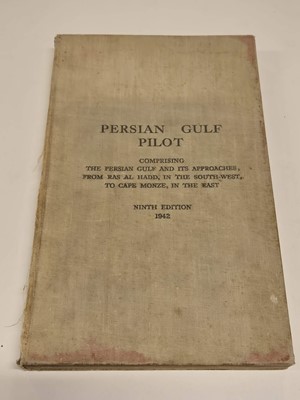 PERSIAN GULF
PILOT
COMPRISING
THE PERSIAN GULF AND ITS APPROACHES,
FROM RAS AL HADD, IN THE SOUTH-WEST,
TO CAPE MONZE, IN THE EAST
NINTH EDITION
1942